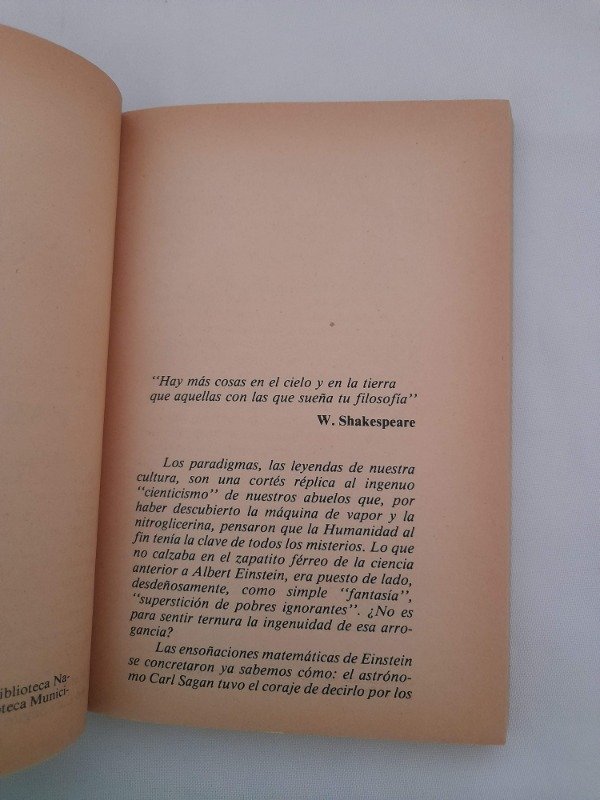 iblioteca Na-
oteca Munici-
"Hay más cosas en el cielo y en la tierra
que aquellas con las que sueña tu filosofía"
W. Shakespeare
Los paradigmas, las leyendas de nuestra
cultura, son una cortés réplica al ingenuo
"cienticismo" de nuestros abuelos que, por
haber descubierto la máquina de vapor y la
nitroglicerina, pensaron que la Humanidad al
fin tenía la clave de todos los misterios. Lo que
no calzaba en el zapatito férreo de la ciencia
anterior a Albert Einstein, era puesto de lado,
desdeñosamente, como simple "fantasía",
"superstición de pobres ignorantes". ¿No es
para sentir ternura la ingenuidad de esa arro-
gancia?
Las ensoñaciones matemáticas de Einstein
se concretaron ya sabemos cómo: el astróno-
mo Carl Sagan tuvo el coraje de decirlo por los